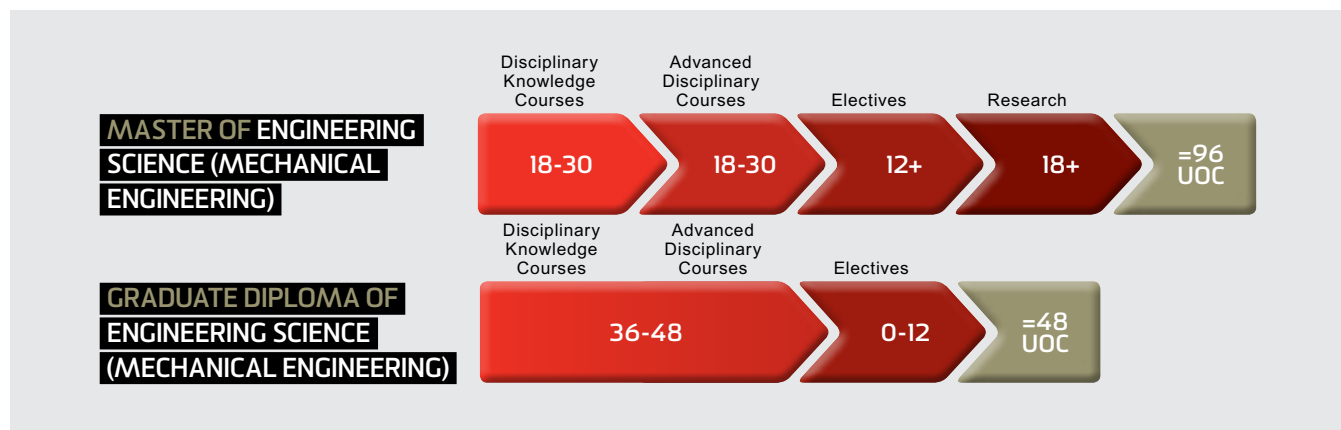 Disciplinary
Knowledge
Courses
Advanced
Disciplinary
Courses
Electives
Research
MASTER OF ENGINEERING
SCIENCE (MECHANICAL
ENGINEERING)
18-30
18-30
12+
18+
=96
UOC
Disciplinary
Knowledge
Courses
Advanced
Disciplinary
Courses
Electives
GRADUATE DIPLOMA OF
ENGINEERING SCIENCE
(MECHANICAL ENGINEERING)
36-48
0-12
=48
UOC